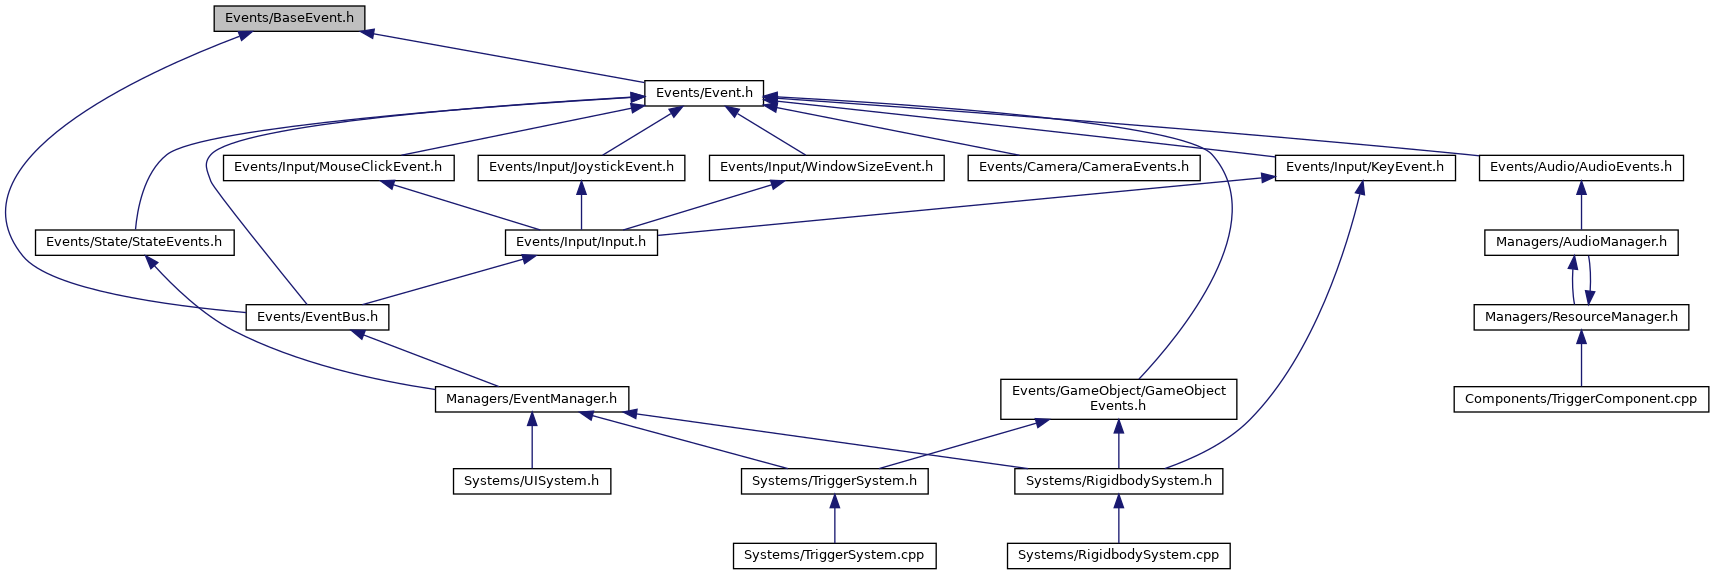 Events/BaseEvent.h
Events/Event.h
Events/Input/MouseClickEvent.h
Events/Input/JoystickEvent.h
Events/Input/WindowSizeEvent.h
Events/Camera/CameraEvents.h
Events/Input/KeyEvent.h
Events/Audio/AudioEvents.h
Events/State/StateEvents.h
Events/Input/Input.h
Managers/AudioManager.h
Events/EventBus.h
Managers/ResourceManager.h
Managers/EventManager.h
Events/GameObject/GameObject
Events.h
Components/TriggerComponent.cpp
Systems/UISystem.h
Systems/TriggerSystem.h
Systems/RigidbodySystem.h
Systems/TriggerSystem.cpp
Systems/RigidbodySystem.cpp